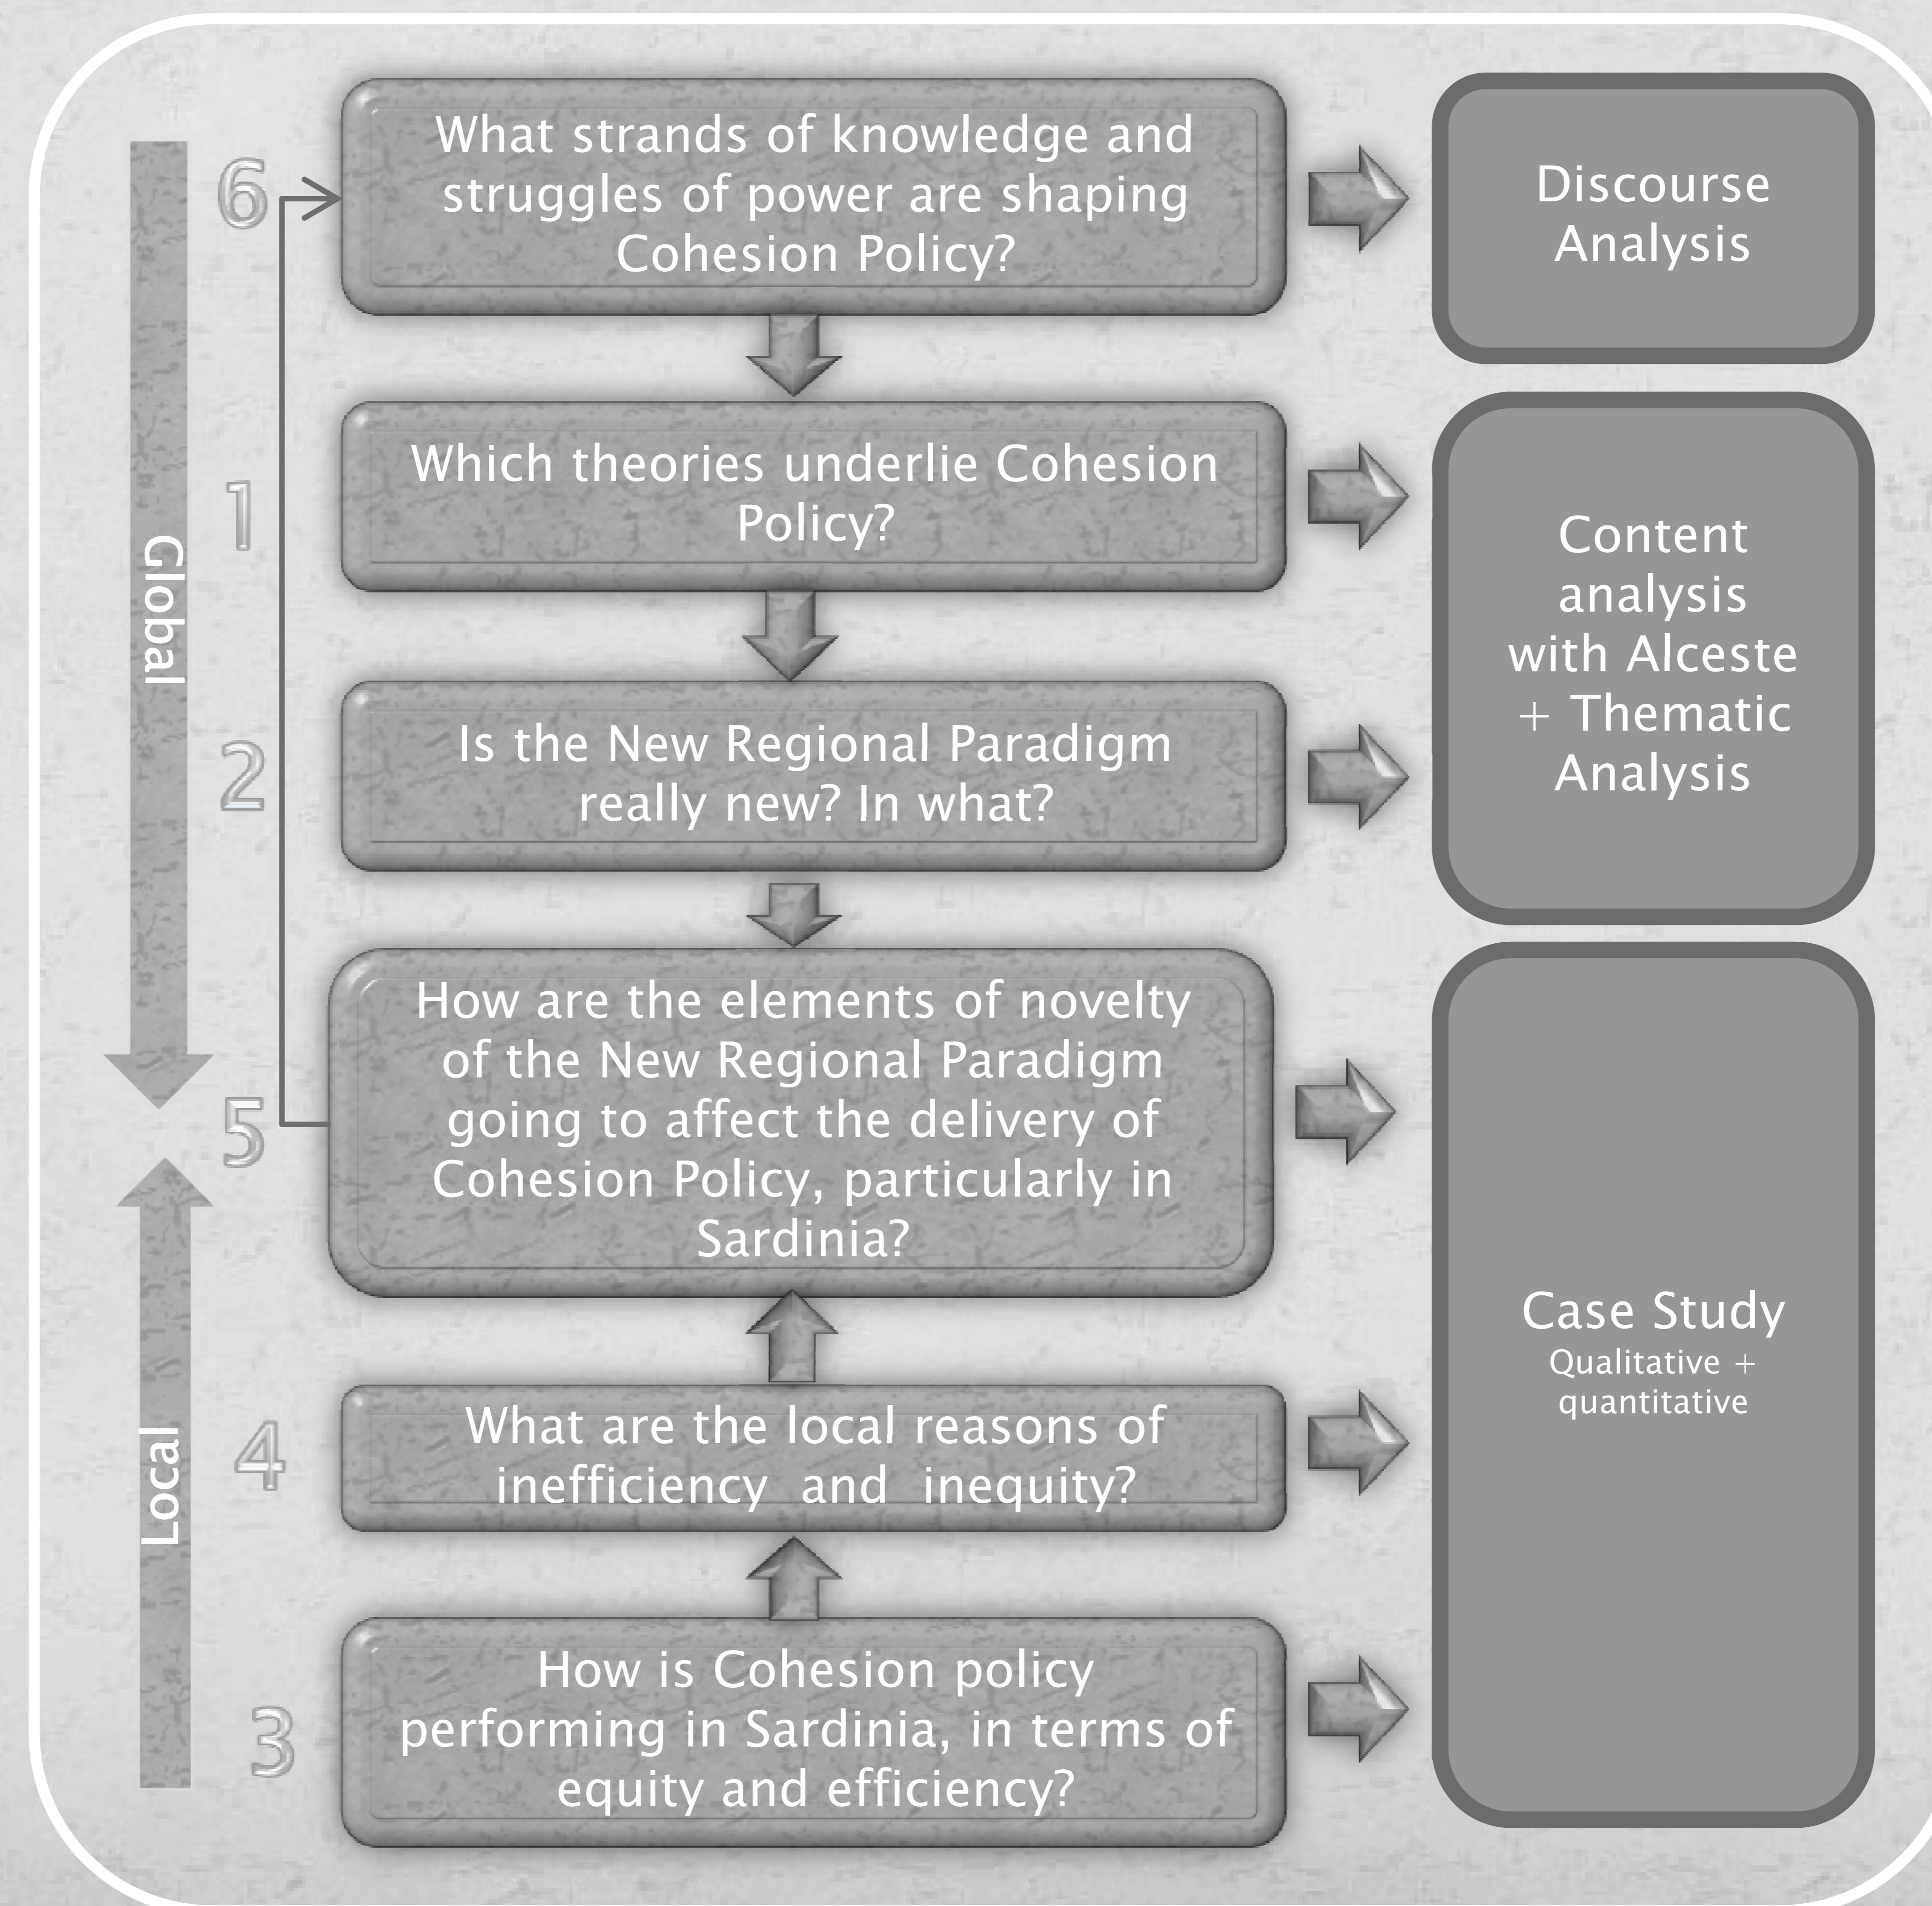 Global
Local
6
What strands of knowledge and
struggles of power are shaping
Cohesion Policy?
Discourse
Analysis
1
Which theories underlie Cohesion
Policy?
Content
analysis
with Alceste
+ Thematic
Analysis
2
Is the New Regional Paradigm
really new? In what?
5
How are the elements of novelty
of the New Regional Paradigm
going to affect the delivery of
Cohesion Policy, particularly in
Sardinia?
Case Study
Qualitative +
quantitative
4
What are the local reasons of
inefficiency and inequity?
3
How is Cohesion policy
performing in Sardinia, in terms of
equity and efficiency?